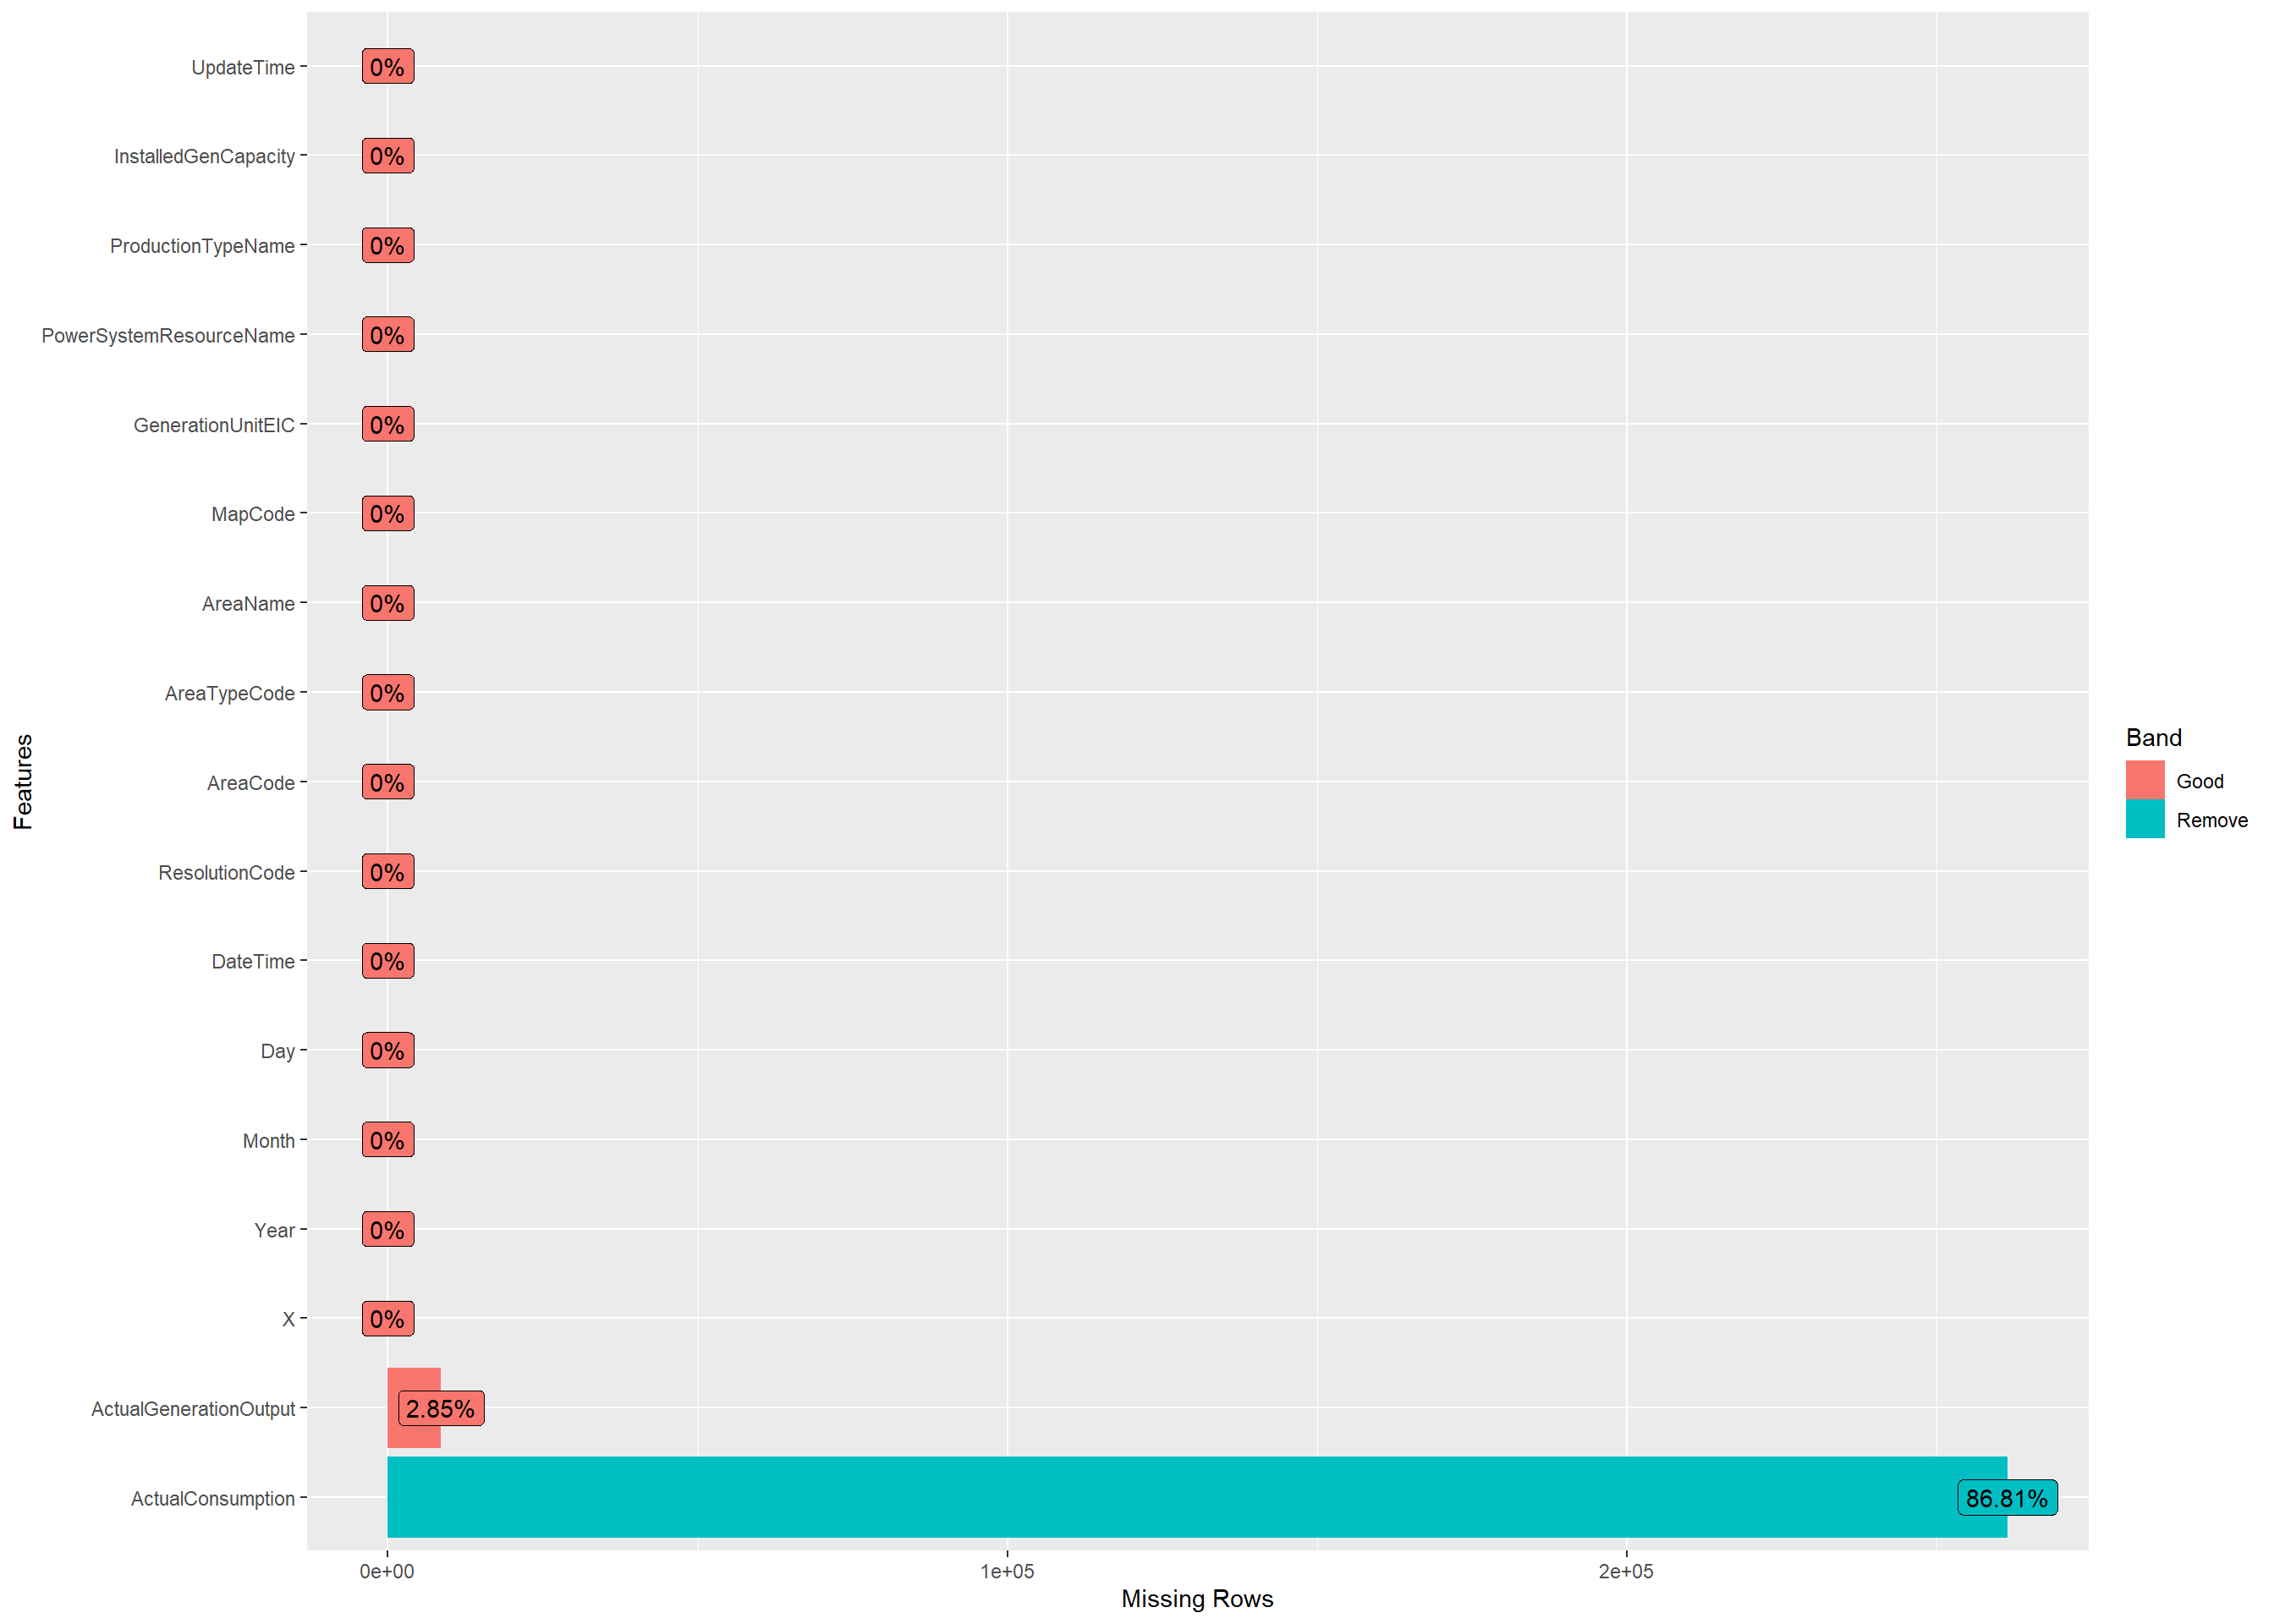 UpdateTime 0%
InstalledGenCapacity 0%
ProductionTypeName 0%
PowerSystemResourceName 0%
GenerationUnitEIC 0%
MapCode 0%
AreaName 0%
AreaTypeCode 0%
AreaCode 0%
ResolutionCode 0%
DateTime 0%
Day 0%
Month 0%
Year 0%
X 0%
ActualGenerationOutput 2.85%
ActualConsumption 86.81%
0e+00 1e+05 2e+05
Missing Rows
Features
Band
Good
Remove